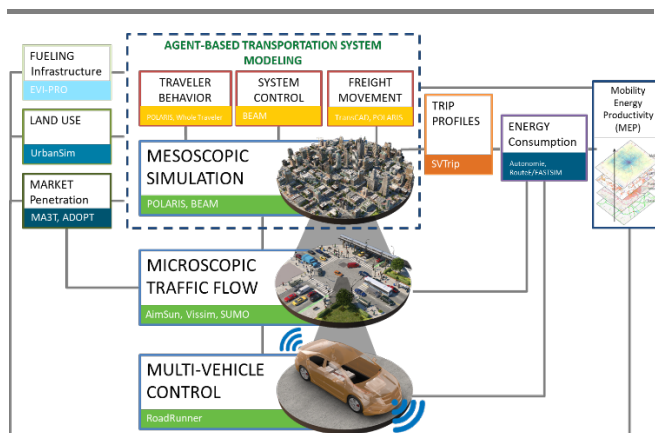 AGENT-BASED TRANSPORTATION SYSTEM
MODELING
FUELING
Infrastructure
EVI-PRO
TRAVELER
BEHAVIOR
POLARIS, Whole Traveler
SYSTEM
CONTROL
BEAM
FREIGHT
MOVEMENT
TransCAD, POLARIS
LAND USE
UrbanSim
MESOSCOPIC
SIMULATION
POLARIS, BEAM
TRIP
PROFILES
SVTrip
ENERGY
Consumption
Autonomie,
RouteE/FASTSIM
Mobility
Energy
Productivity
(MEP)
MARKET
Penetration
MA3T, ADOPT
MICROSCOPIC
TRAFFIC FLOW
AimSun, Vissim, SUMO
MULTI-VEHICLE
CONTROL
RoadRunner